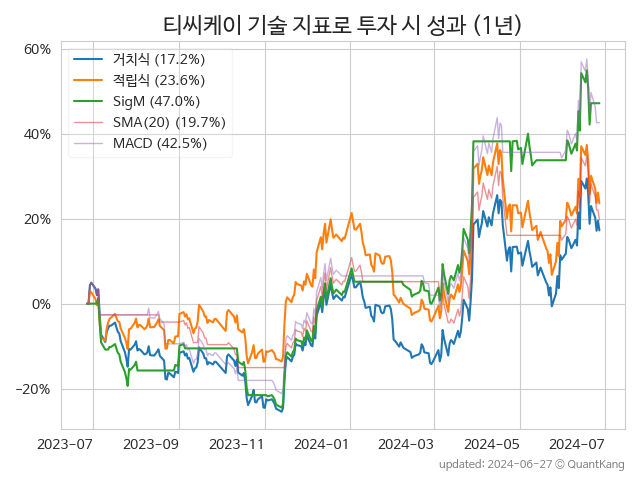 티씨케이 기술 지표로 투자 시 성과 (1년)
60%
40%
20%
0%
−20%
거치식 (17.2%)
적립식 (23.6%)
SigM (47.0%)
SMA(20) (19.7%)
MACD (42.5%)
2023-07 2023-09 2023-11 2024-01 2024-03 2024-05 2024-07
updated: 2024-06-27 © QuantKang